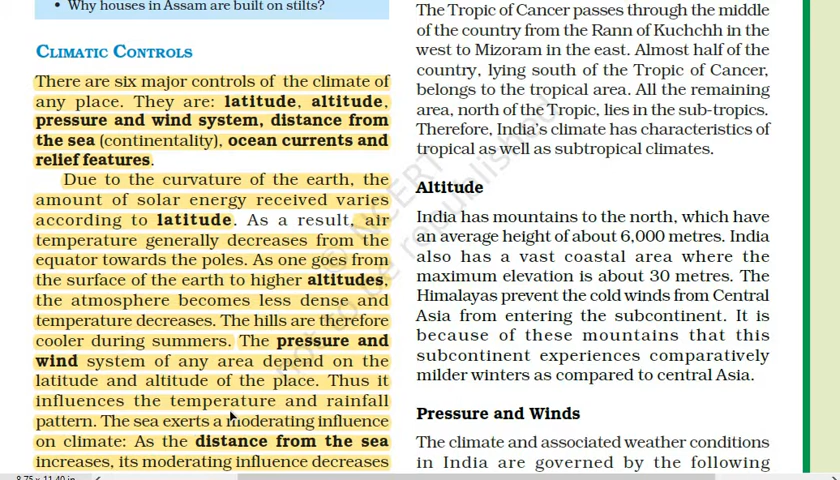 • Why houses in Assam are built on stilts?
CLIMATIC CONTROLS
There are six major controls of the climate of
any place. They are: latitude, altitude,
pressure and wind system, distance from
the sea (continentality), ocean currents and
relief features.
Due to the curvature of the earth, the
amount of solar energy received varies
according to latitude. As a result, air
temperature generally decreases from the
equator towards the poles. As one goes from
the surface of the earth to higher altitudes,
the atmosphere becomes less dense and
temperature decreases. The hills are therefore
cooler during summers. The pressure and
wind system of any area depend on the
latitude and altitude of the place. Thus it
influences the temperature and rainfall
pattern. The sea exerts a moderating influence
on climate: As the distance from the sea
increases, its moderating influence decreases
The Tropic of Cancer passes through the middle
of the country from the Rann of Kuchchh in the
west to Mizoram in the east. Almost half of the
country, lying south of the Tropic of Cancer,
belongs to the tropical area. All the remaining
area, north of the Tropic, lies in the sub-tropics.
Therefore, India's climate has characteristics of
tropical as well as subtropical climates.
Altitude
India has mountains to the north, which have
an average height of about 6,000 metres. India
also has a vast coastal area where the
maximum elevation is about 30 metres. The
Himalayas prevent the cold winds from Central
Asia from entering the subcontinent. It is
because of these mountains that this
subcontinent experiences comparatively
milder winters as compared to central Asia.
Pressure and Winds
The climate and associated weather conditions
in India are governed by the following
© NCERT
not to be republished
8.75 x 11.40 in